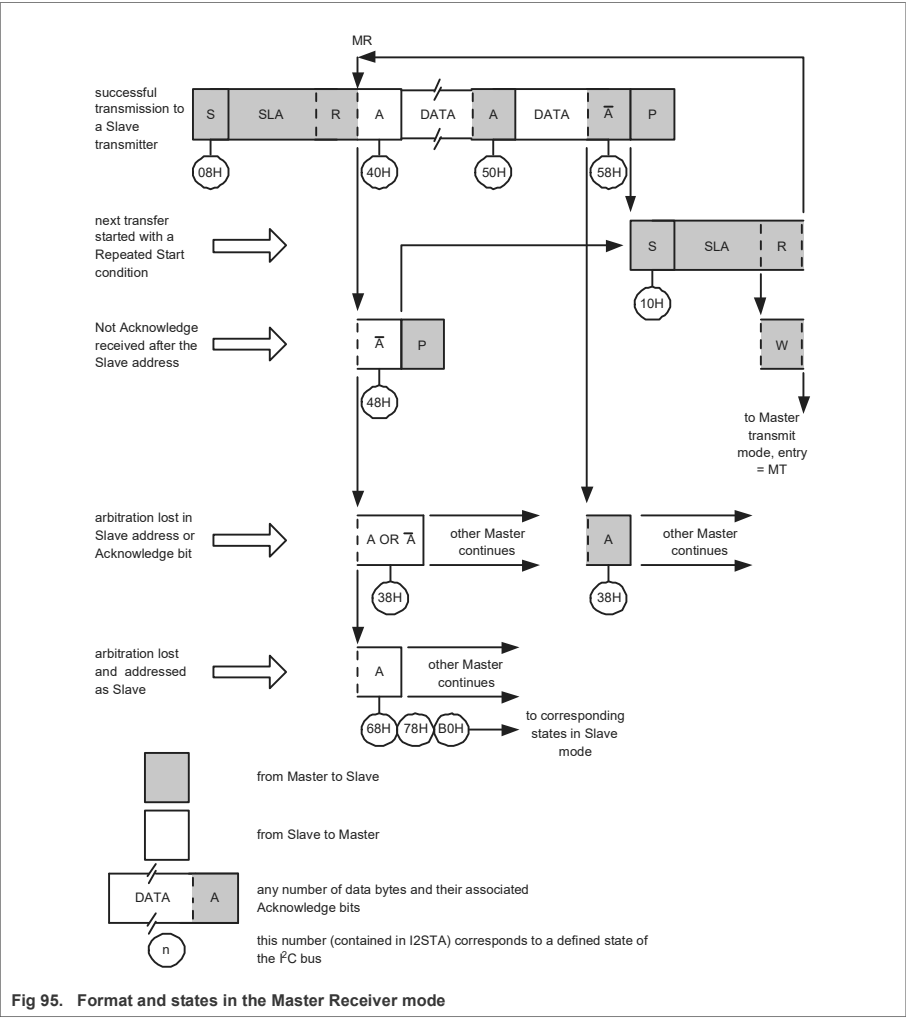 MR
successful
transmission to
a Slave
transmitter
S SLA R A DATA A DATA A̅ P
08H 40H 50H 58H
next transfer
started with a
Repeated Start
condition
S SLA R
10H
Not Acknowledge
received after the
Slave address
A̅ P
W
48H
to Master
transmit
mode, entry
= MT
arbitration lost in
Slave address or
Acknowledge bit
A OR A̅
other Master
continues
A
other Master
continues
38H 38H
arbitration lost
and addressed
as Slave
A
other Master
continues
68H 78H B0H
to corresponding
states in Slave
mode
from Master to Slave
from Slave to Master
DATA A
any number of data bytes and their associated
Acknowledge bits
n
this number (contained in I2STA) corresponds to a defined state of
the I²C bus
Fig 95. Format and states in the Master Receiver mode